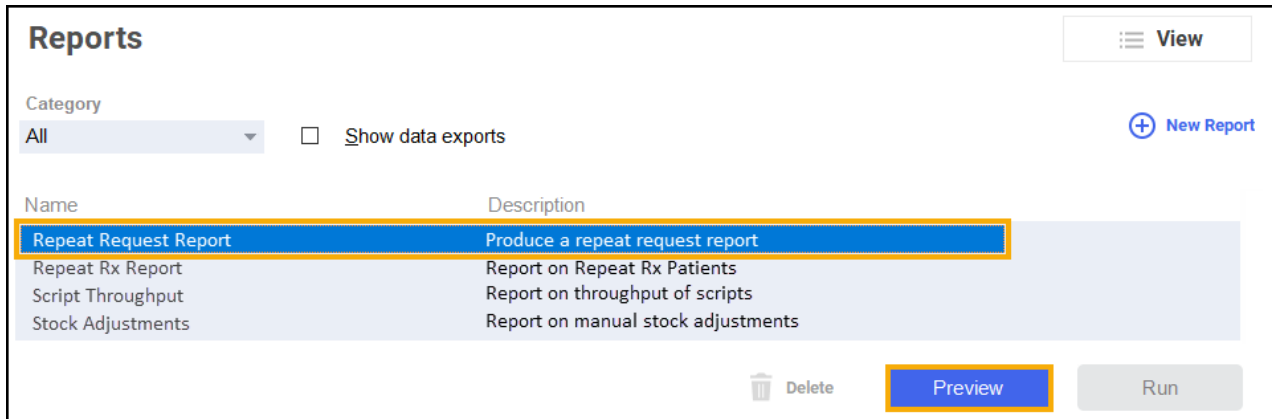 Reports
View
Category
All
Show data exports
New Report
Name Description
Repeat Request Report Produce a repeat request report
Repeat Rx Report Report on Repeat Rx Patients
Script Throughput Report on throughput of scripts
Stock Adjustments Report on manual stock adjustments
Delete Preview Run